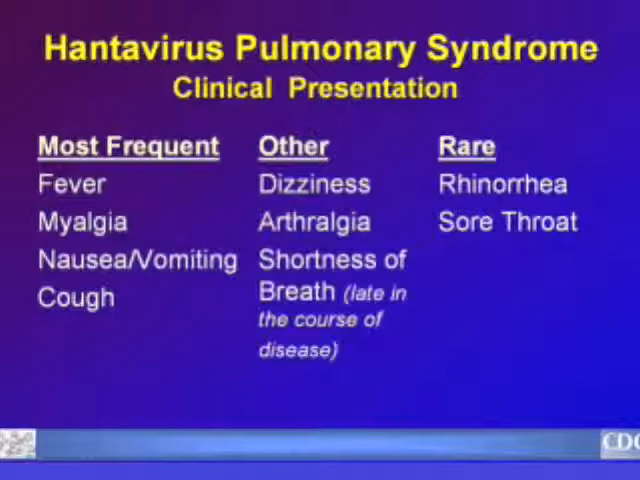 Hantavirus Pulmonary Syndrome
Clinical Presentation
Most Frequent
Fever
Myalgia
Nausea/Vomiting
Cough
Other
Dizziness
Arthralgia
Shortness of
Breath (late in
the course of
disease)
Rare
Rhinorrhea
Sore Throat
CDC